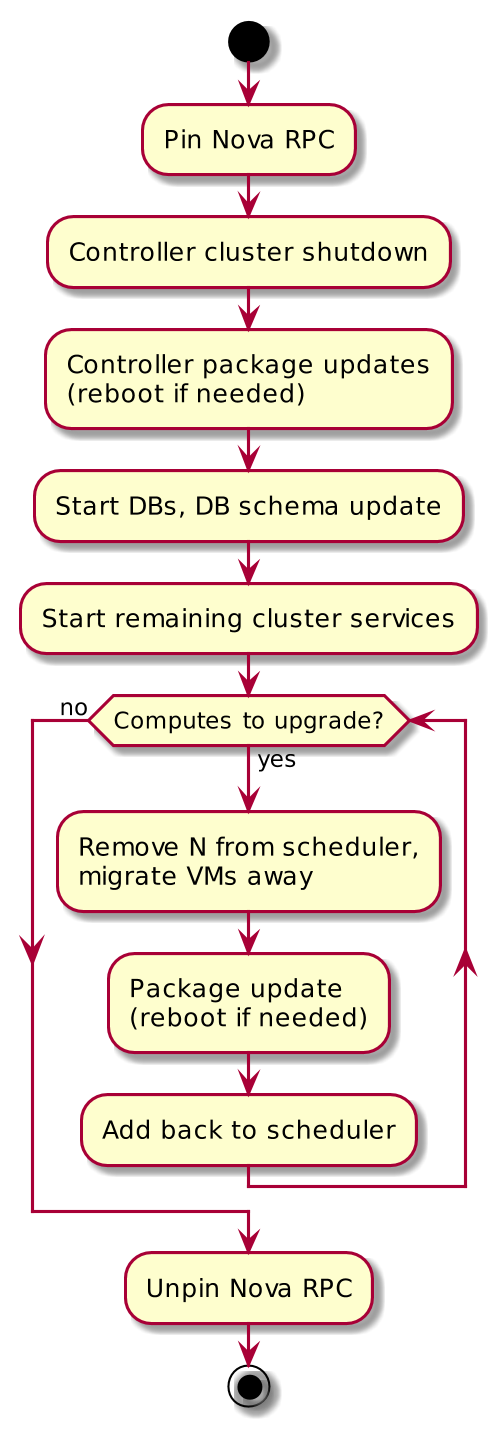 Pin Nova RPC
Controller cluster shutdown
Controller package updates
(reboot if needed)
Start DBs, DB schema update
Start remaining cluster services
no
Computes to upgrade?
yes
Remove N from scheduler,
migrate VMs away
Package update
(reboot if needed)
Add back to scheduler
Unpin Nova RPC